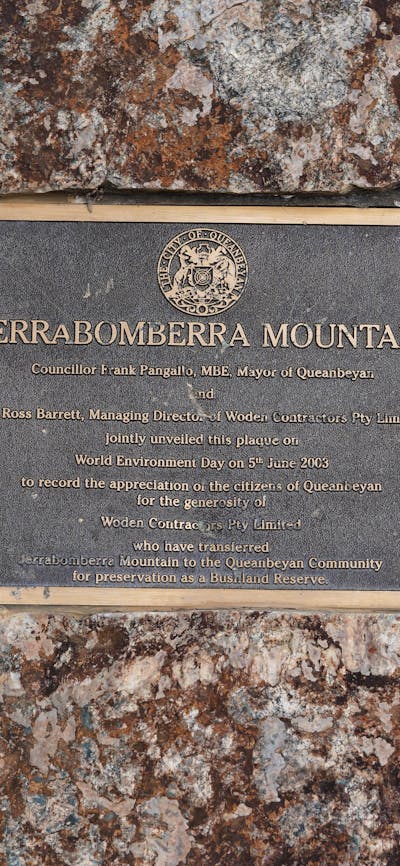 THE CITY OF QUEANBEYAN
ERRABOMBERRA MOUNTA
Councillor Frank Pangallo, MBE, Mayor of Queanbeyan
and
Ross Barrett, Managing Director of Woden Contractors Pty Lim
jointly unveiled this plaque on
World Environment Day on 5th June 2003
to record the appreciation of the citizens of Queanbeyan
for the generosity of
Woden Contractors Pty Limited
who have transferred
Jerrabomberra Mountain to the Queanbeyan Community
for preservation as a Bushland Reserve.